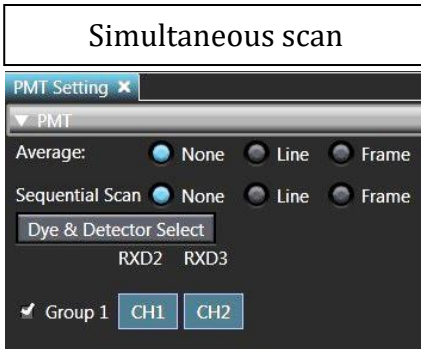 Simultaneous scan
PMT Setting
PMT
Average: None Line Frame
Sequential Scan None Line Frame
Dye & Detector Select
RXD2 RXD3
Group 1 CH1 CH2